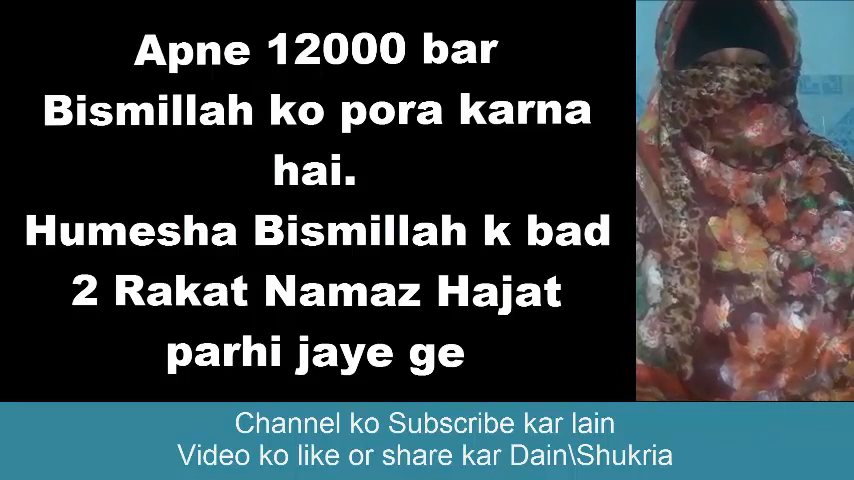 Apne 12000 bar
Bismillah ko pora karna
hai.
Humesha Bismillah k bad
2 Rakat Namaz Hajat
parhi jaye ge
Channel ko Subscribe kar lain
Video ko like or share kar Dain\Shukria